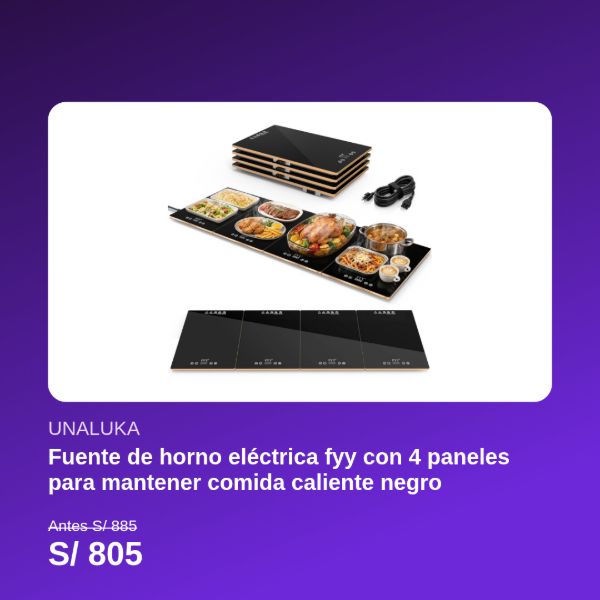 UNALUKA
Fuente de horno eléctrica fyy con 4 paneles
para mantener comida caliente negro
Antes S/ 885
S/ 805